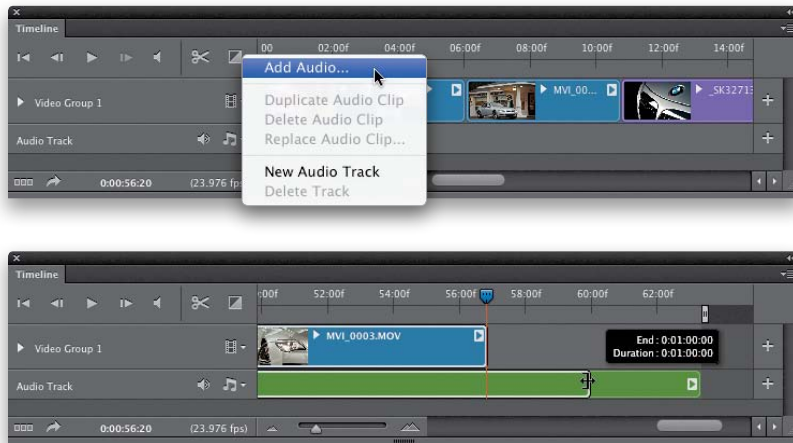 Timeline
00 02:00f 04:00f 06:00f 08:00f 10:00f 12:00f 14:00f
Add Audio...
Duplicate Audio Clip
Delete Audio Clip
Replace Audio Clip...
New Audio Track
Delete Track
Video Group 1
MVI_00...
_SK3271
Audio Track
0:00:56:20 (23.976 fp
Timeline
:00f 52:00f 54:00f 56:00f 58:00f 60:00f 62:00f
Video Group 1
MVI_0003.MOV
End: 0:01:00:00
Duration: 0:01:00:00
Audio Track
0:00:56:20 (23.976 fps)